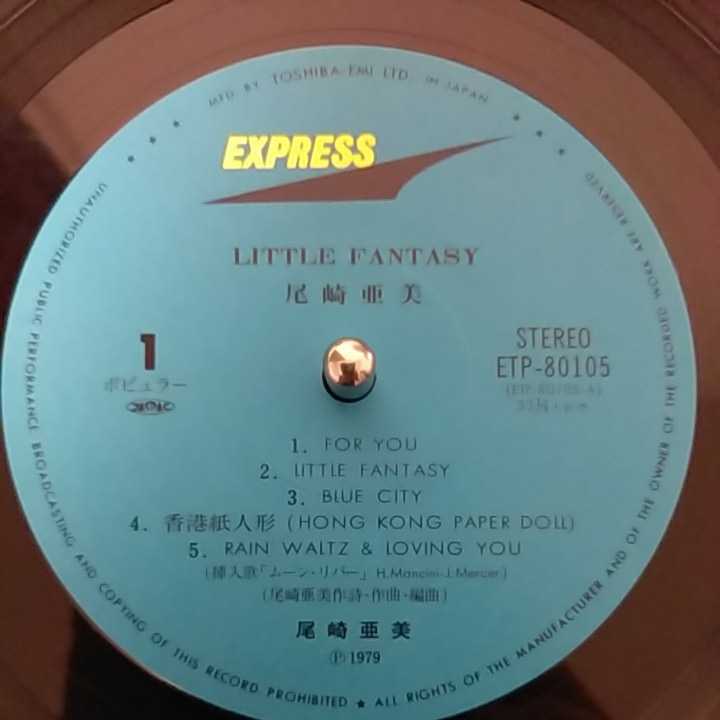 MFD. BY TOSHIBA-EMI LTD. IN JAPAN
EXPRESS
LITTLE FANTASY
尾崎亜美
1
ポピュラー
STEREO
ETP-80105
(ETP-80105-A)
33⅓ r.p.m.
1. FOR YOU
2. LITTLE FANTASY
3. BLUE CITY
4. 香港紙人形 (HONG KONG PAPER DOLL)
5. RAIN WALTZ & LOVING YOU
(挿入歌「ムーン・リバー」 H.Mancini-J.Mercer)
(尾崎亜美作詩・作曲・編曲)
尾崎亜美
Ⓟ1979
UNAUTHORIZED PUBLIC PERFORMANCE BROADCASTING AND COPYING OF THIS RECORD PROHIBITED ★ ALL RIGHTS OF THE MANUFACTURER AND OF THE OWNER OF THE RECORDED WORK ARE RESERVED